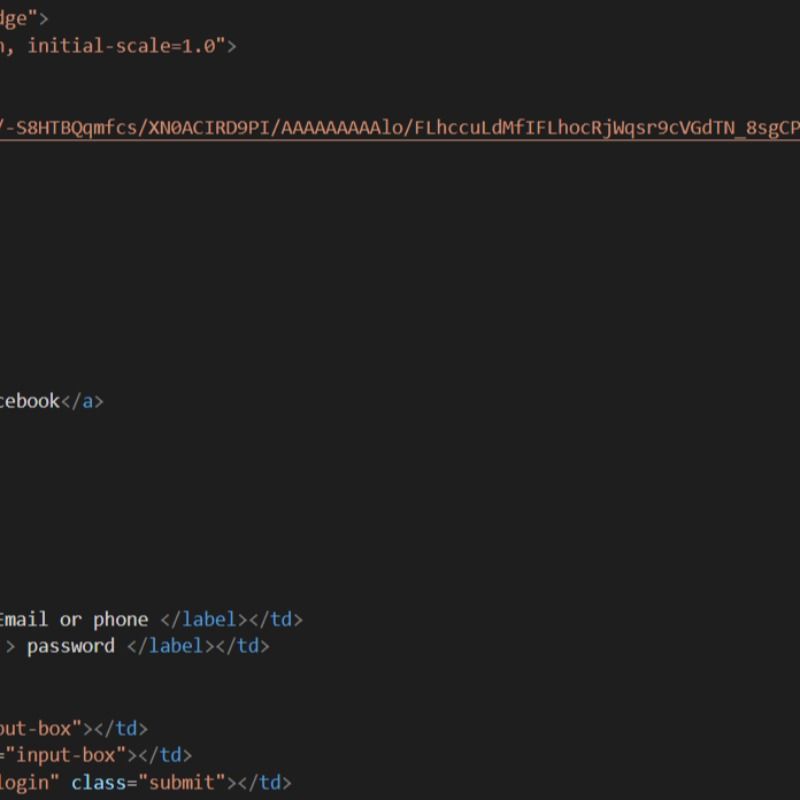 dge">
, initial-scale=1.0">
/-S8HTBQqmfcs/XN0ACIRD9PI/AAAAAAAAAlo/FLhccuLdMfIFLhocRjWqsr9cVGdTN_8sgCP
cebook</a>
Email or phone </label></td>
> password </label></td>
put-box"></td>
="input-box"></td>
login" class="submit"></td>